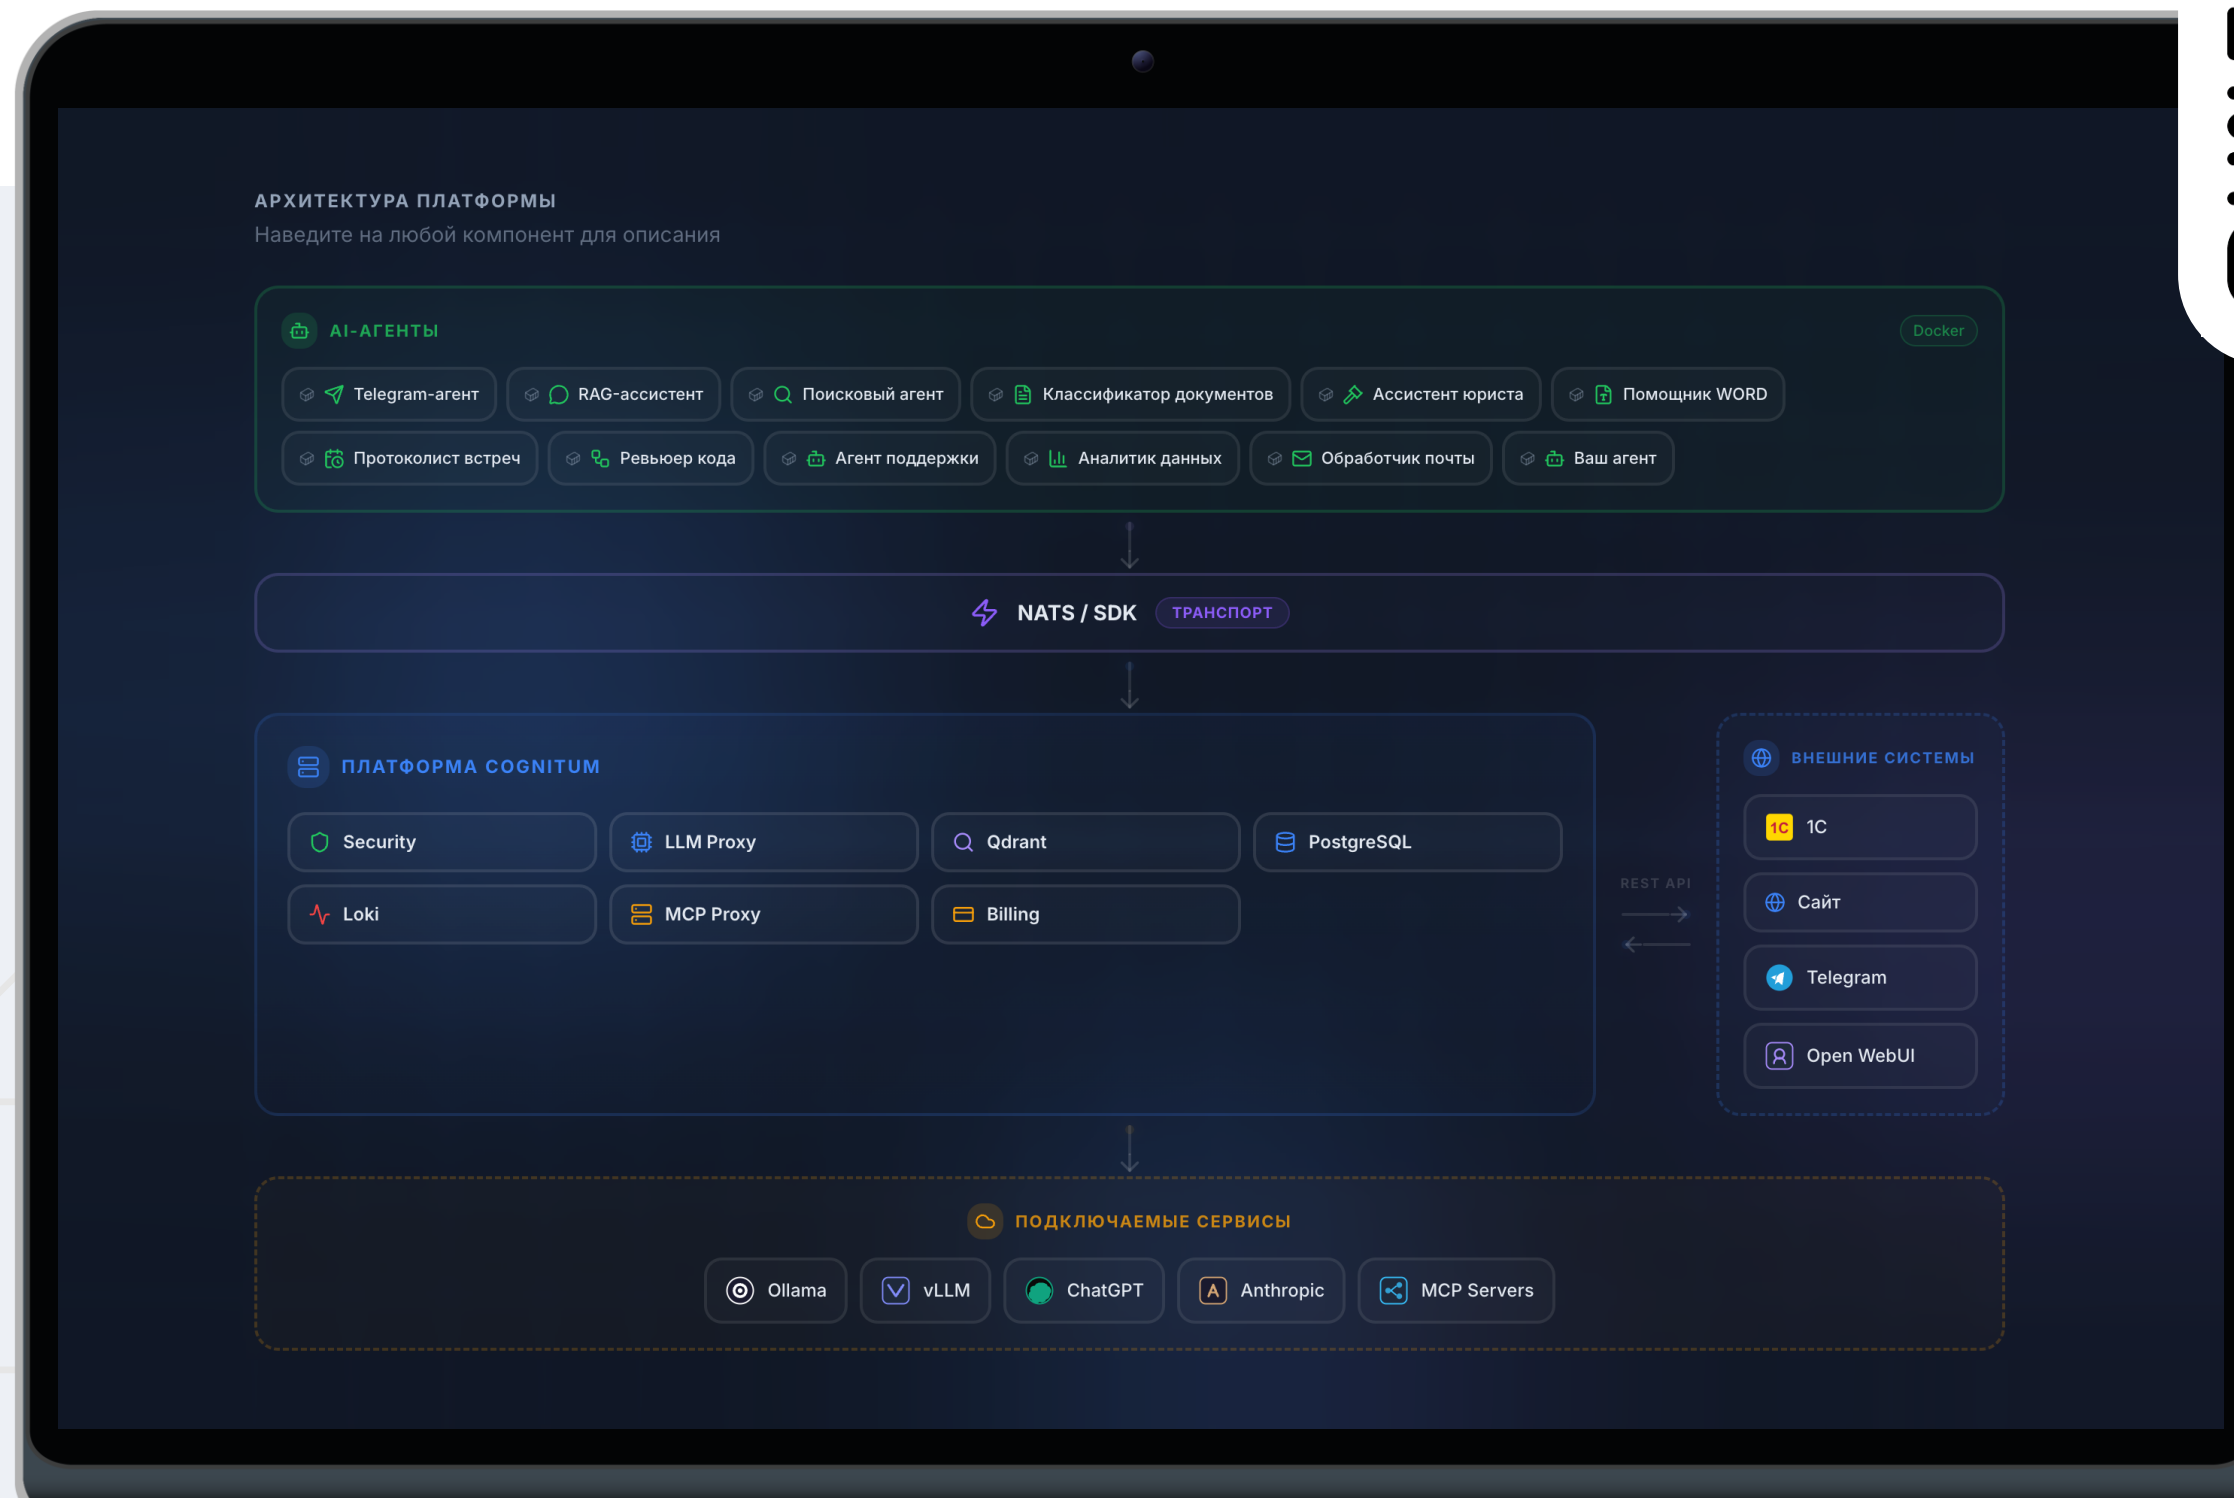 АРХИТЕКТУРА ПЛАТФОРМЫ
Наведите на любой компонент для описания
AI-АГЕНТЫ
Docker
Telegram-агент
RAG-ассистент
Поисковый агент
Классификатор документов
Ассистент юриста
Помощник WORD
Протоколист встреч
Ревьюер кода
Агент поддержки
Аналитик данных
Обработчик почты
Ваш агент
NATS / SDK
ТРАНСПОРТ
ПЛАТФОРМА COGNITUM
Security
LLM Proxy
Qdrant
PostgreSQL
Loki
MCP Proxy
Billing
REST API
ВНЕШНИЕ СИСТЕМЫ
1С 1С
Сайт
Telegram
Open WebUI
ПОДКЛЮЧАЕМЫЕ СЕРВИСЫ
Ollama
vLLM
ChatGPT
A Anthropic
MCP Servers